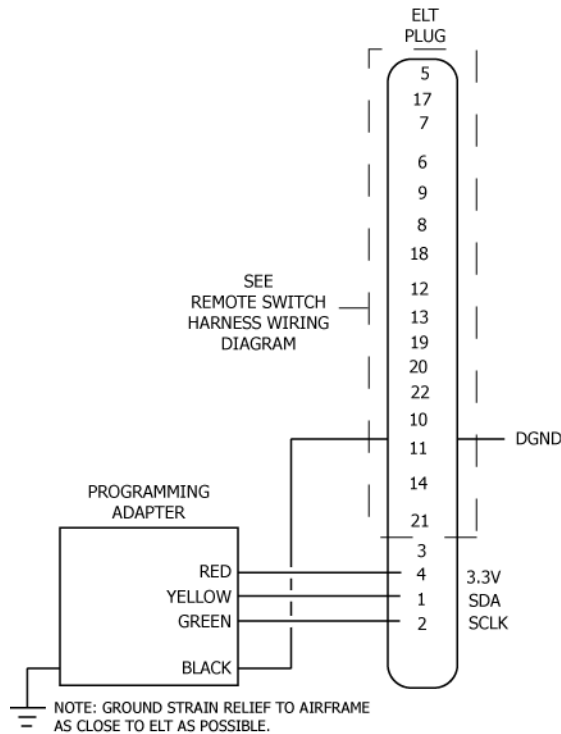 ELT
PLUG
5
17
7
6
9
8
18
12
13
19
20
22
10
11
14
21
3
4
1
2
SEE
REMOTE SWITCH
HARNESS WIRING
DIAGRAM
DGND
3.3V
SDA
SCLK
PROGRAMMING
ADAPTER
RED
YELLOW
GREEN
BLACK
NOTE: GROUND STRAIN RELIEF TO AIRFRAME
AS CLOSE TO ELT AS POSSIBLE.